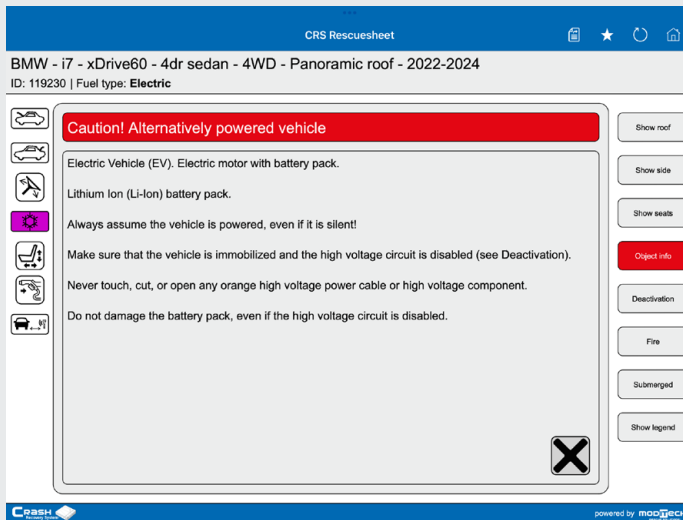 CRS Rescuesheet
BMW - i7 - xDrive60 - 4dr sedan - 4WD - Panoramic roof - 2022-2024
ID: 119230 | Fuel type: Electric
Caution! Alternatively powered vehicle
Electric Vehicle (EV). Electric motor with battery pack.
Lithium Ion (Li-Ion) battery pack.
Always assume the vehicle is powered, even if it is silent!
Make sure that the vehicle is immobilized and the high voltage circuit is disabled (see Deactivation).
Never touch, cut, or open any orange high voltage power cable or high voltage component.
Do not damage the battery pack, even if the high voltage circuit is disabled.
Show roof
Show side
Show seats
Object info
Deactivation
Fire
Submerged
Show legend
CRASH
Recovery System
powered by MODITECH